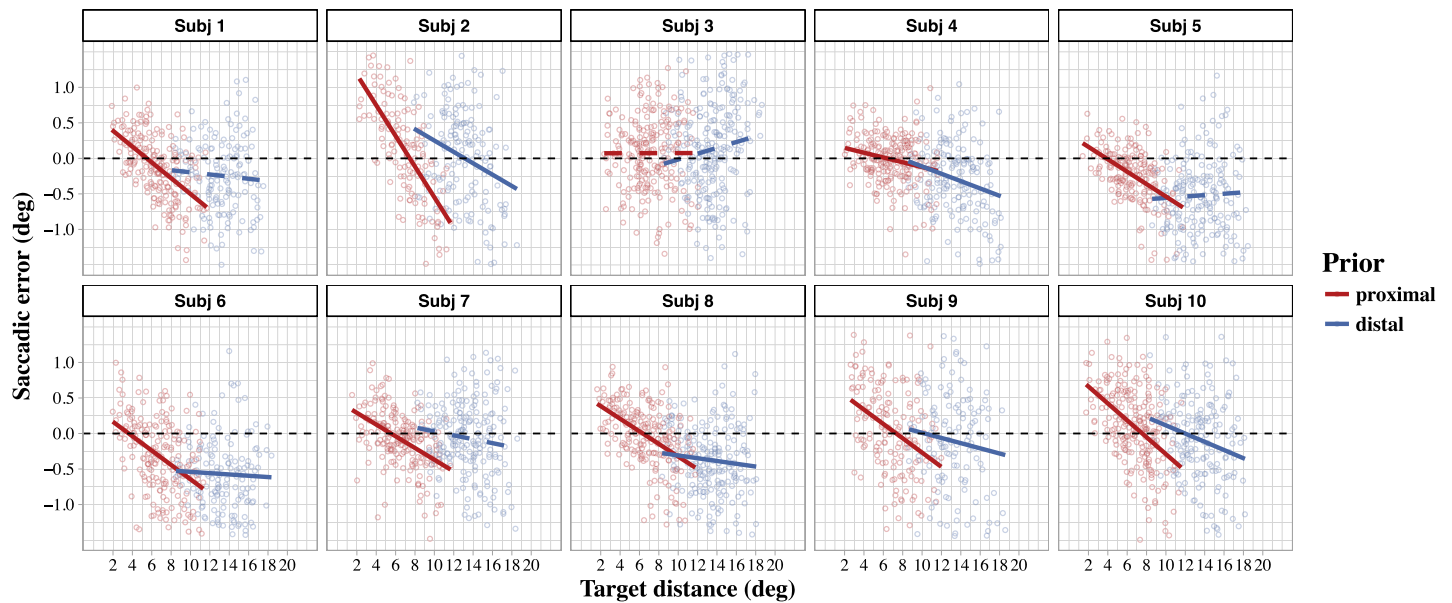 Subj 1 Subj 2 Subj 3 Subj 4 Subj 5
1.0
0.5
0.0
−0.5
−1.0
Subj 6 Subj 7 Subj 8 Subj 9 Subj 10
1.0
0.5
0.0
−0.5
−1.0
2 4 6 8 10 12 14 16 18 20 2 4 6 8 10 12 14 16 18 20 2 4 6 8 10 12 14 16 18 20 2 4 6 8 10 12 14 16 18 20 2 4 6 8 10 12 14 16 18 20
Target distance (deg)
Saccadic error (deg)
Prior
proximal
distal